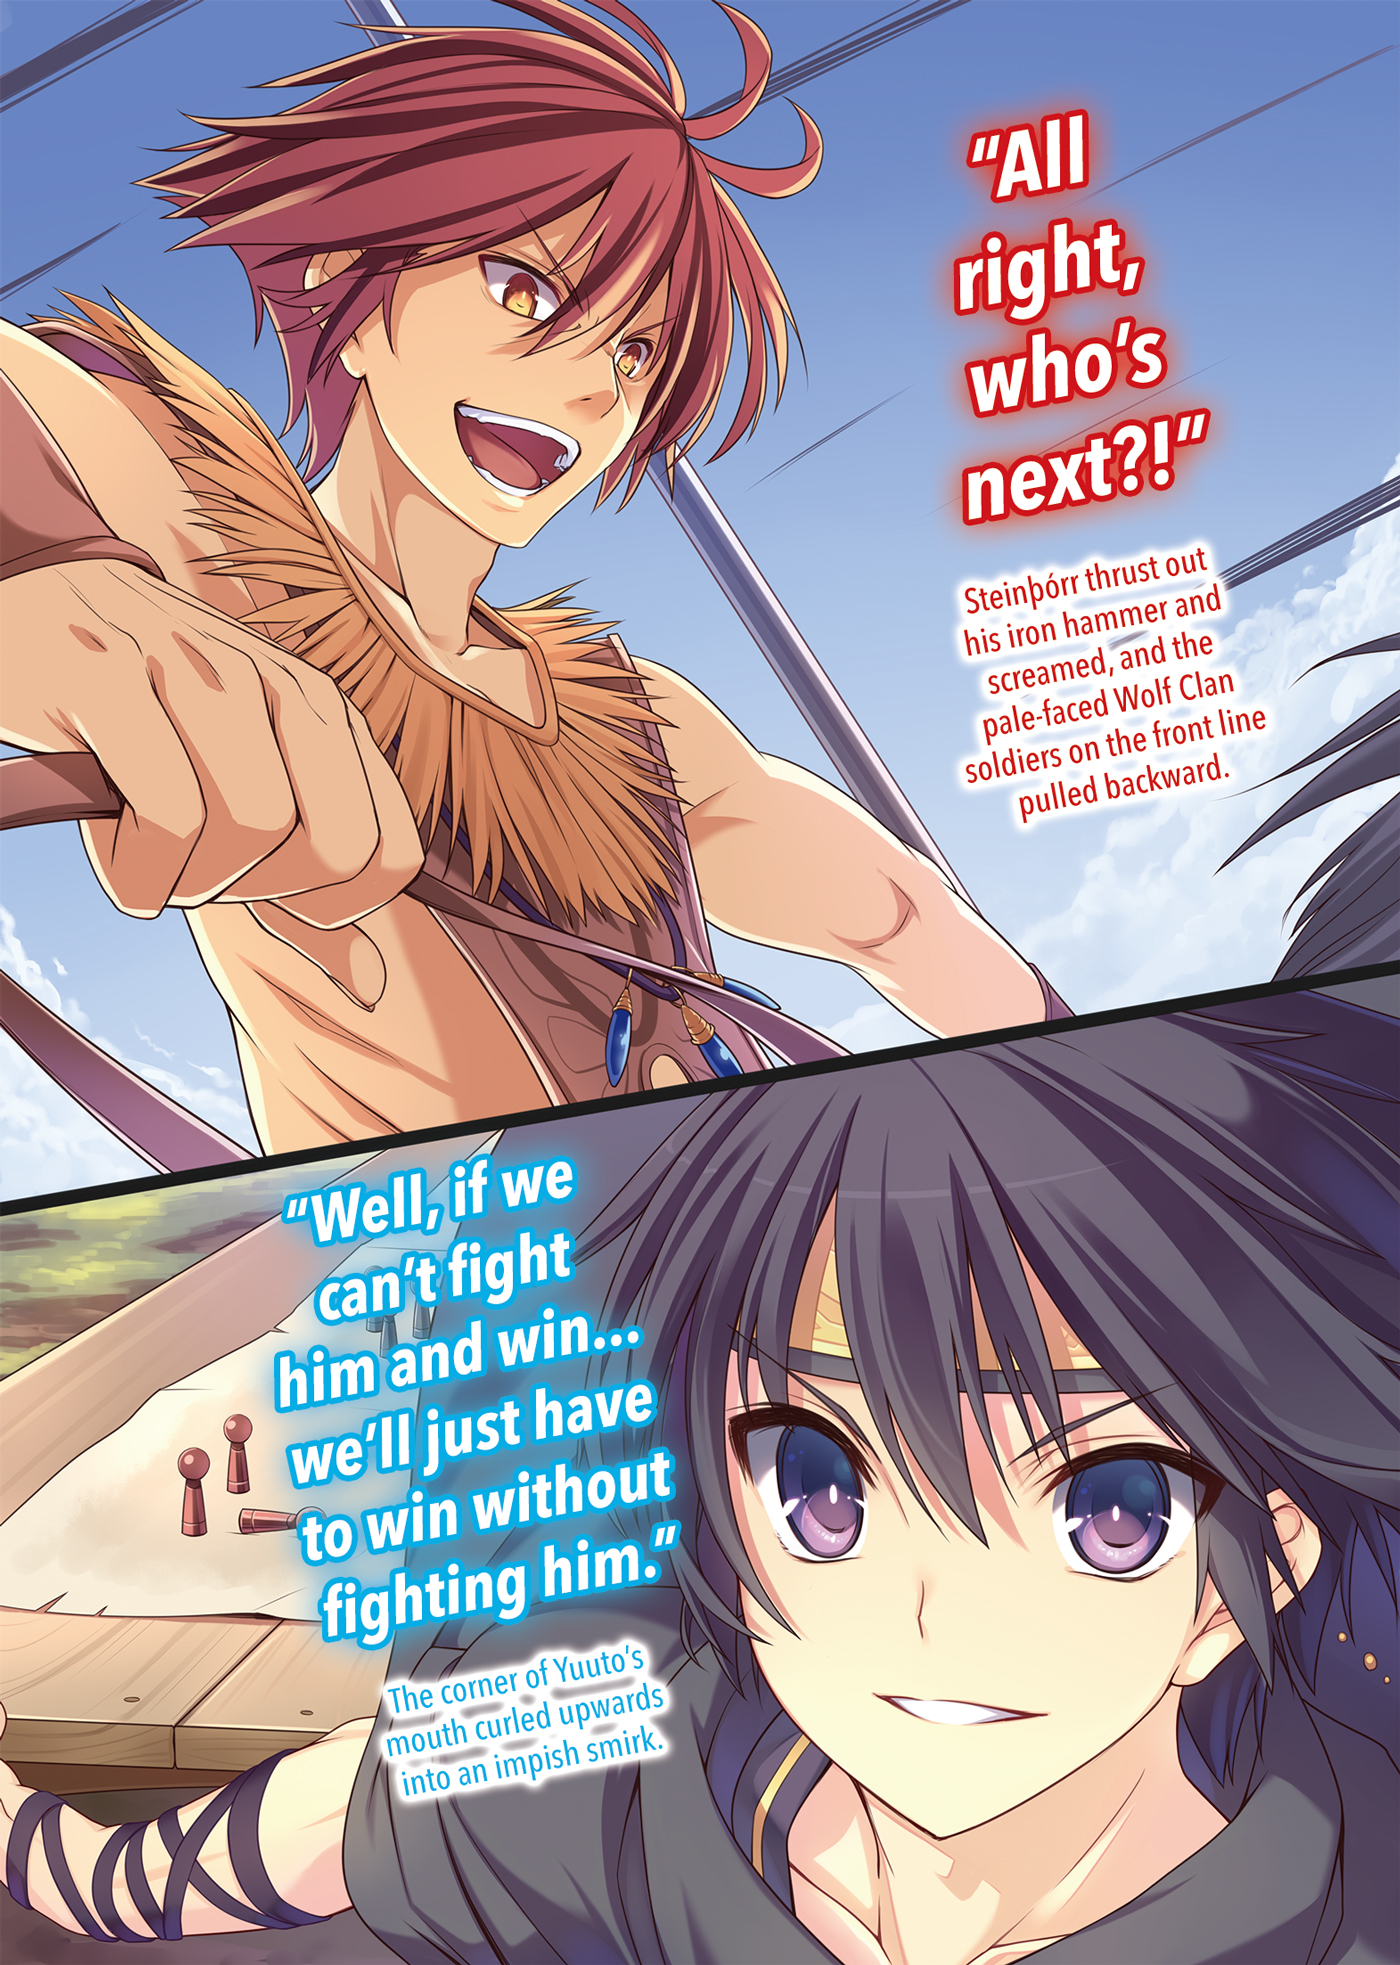 “All
right,
who’s
next?!”
Steinþórr thrust out
his iron hammer and
screamed, and the
pale-faced Wolf Clan
soldiers on the front line
pulled backward.
“Well, if we
can’t fight
him and win...
we’ll just have
to win without
fighting him.”
The corner of Yuuto’s
mouth curled upwards
into an impish smirk.